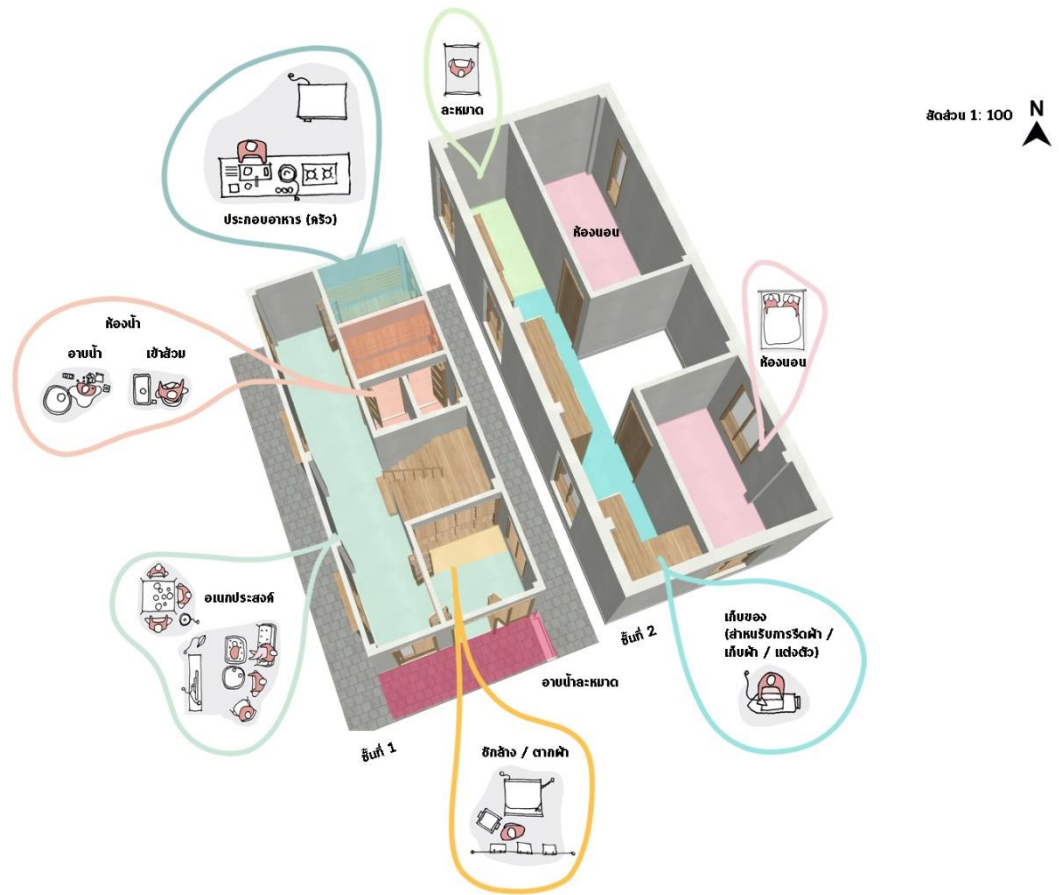 ละหมาด
สัดส่วน 1: 100
N
ประกอบอาหาร (ครัว)
ห้องนอน
ห้องน้ำ
อาบน้ำ
เข้าส้วม
ห้องนอน
อเนกประสงค์
เก็บของ
(สำหรับการรีดผ้า /
เก็บผ้า / แต่งตัว)
ชั้นที่ 2
อาบน้ำละหมาด
ชั้นที่ 1
ซักล้าง / ตากผ้า